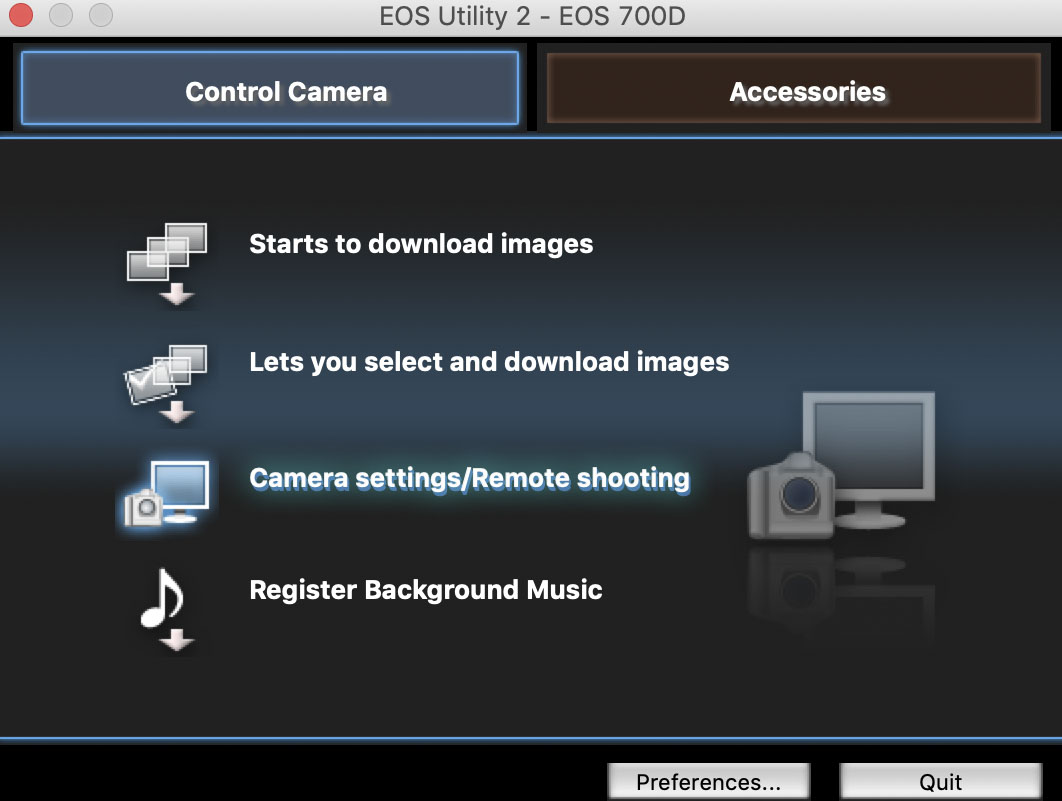 EOS Utility 2 - EOS 700D
Control Camera
Accessories
Starts to download images
Lets you select and download images
Camera settings/Remote shooting
Register Background Music
Preferences...
Quit